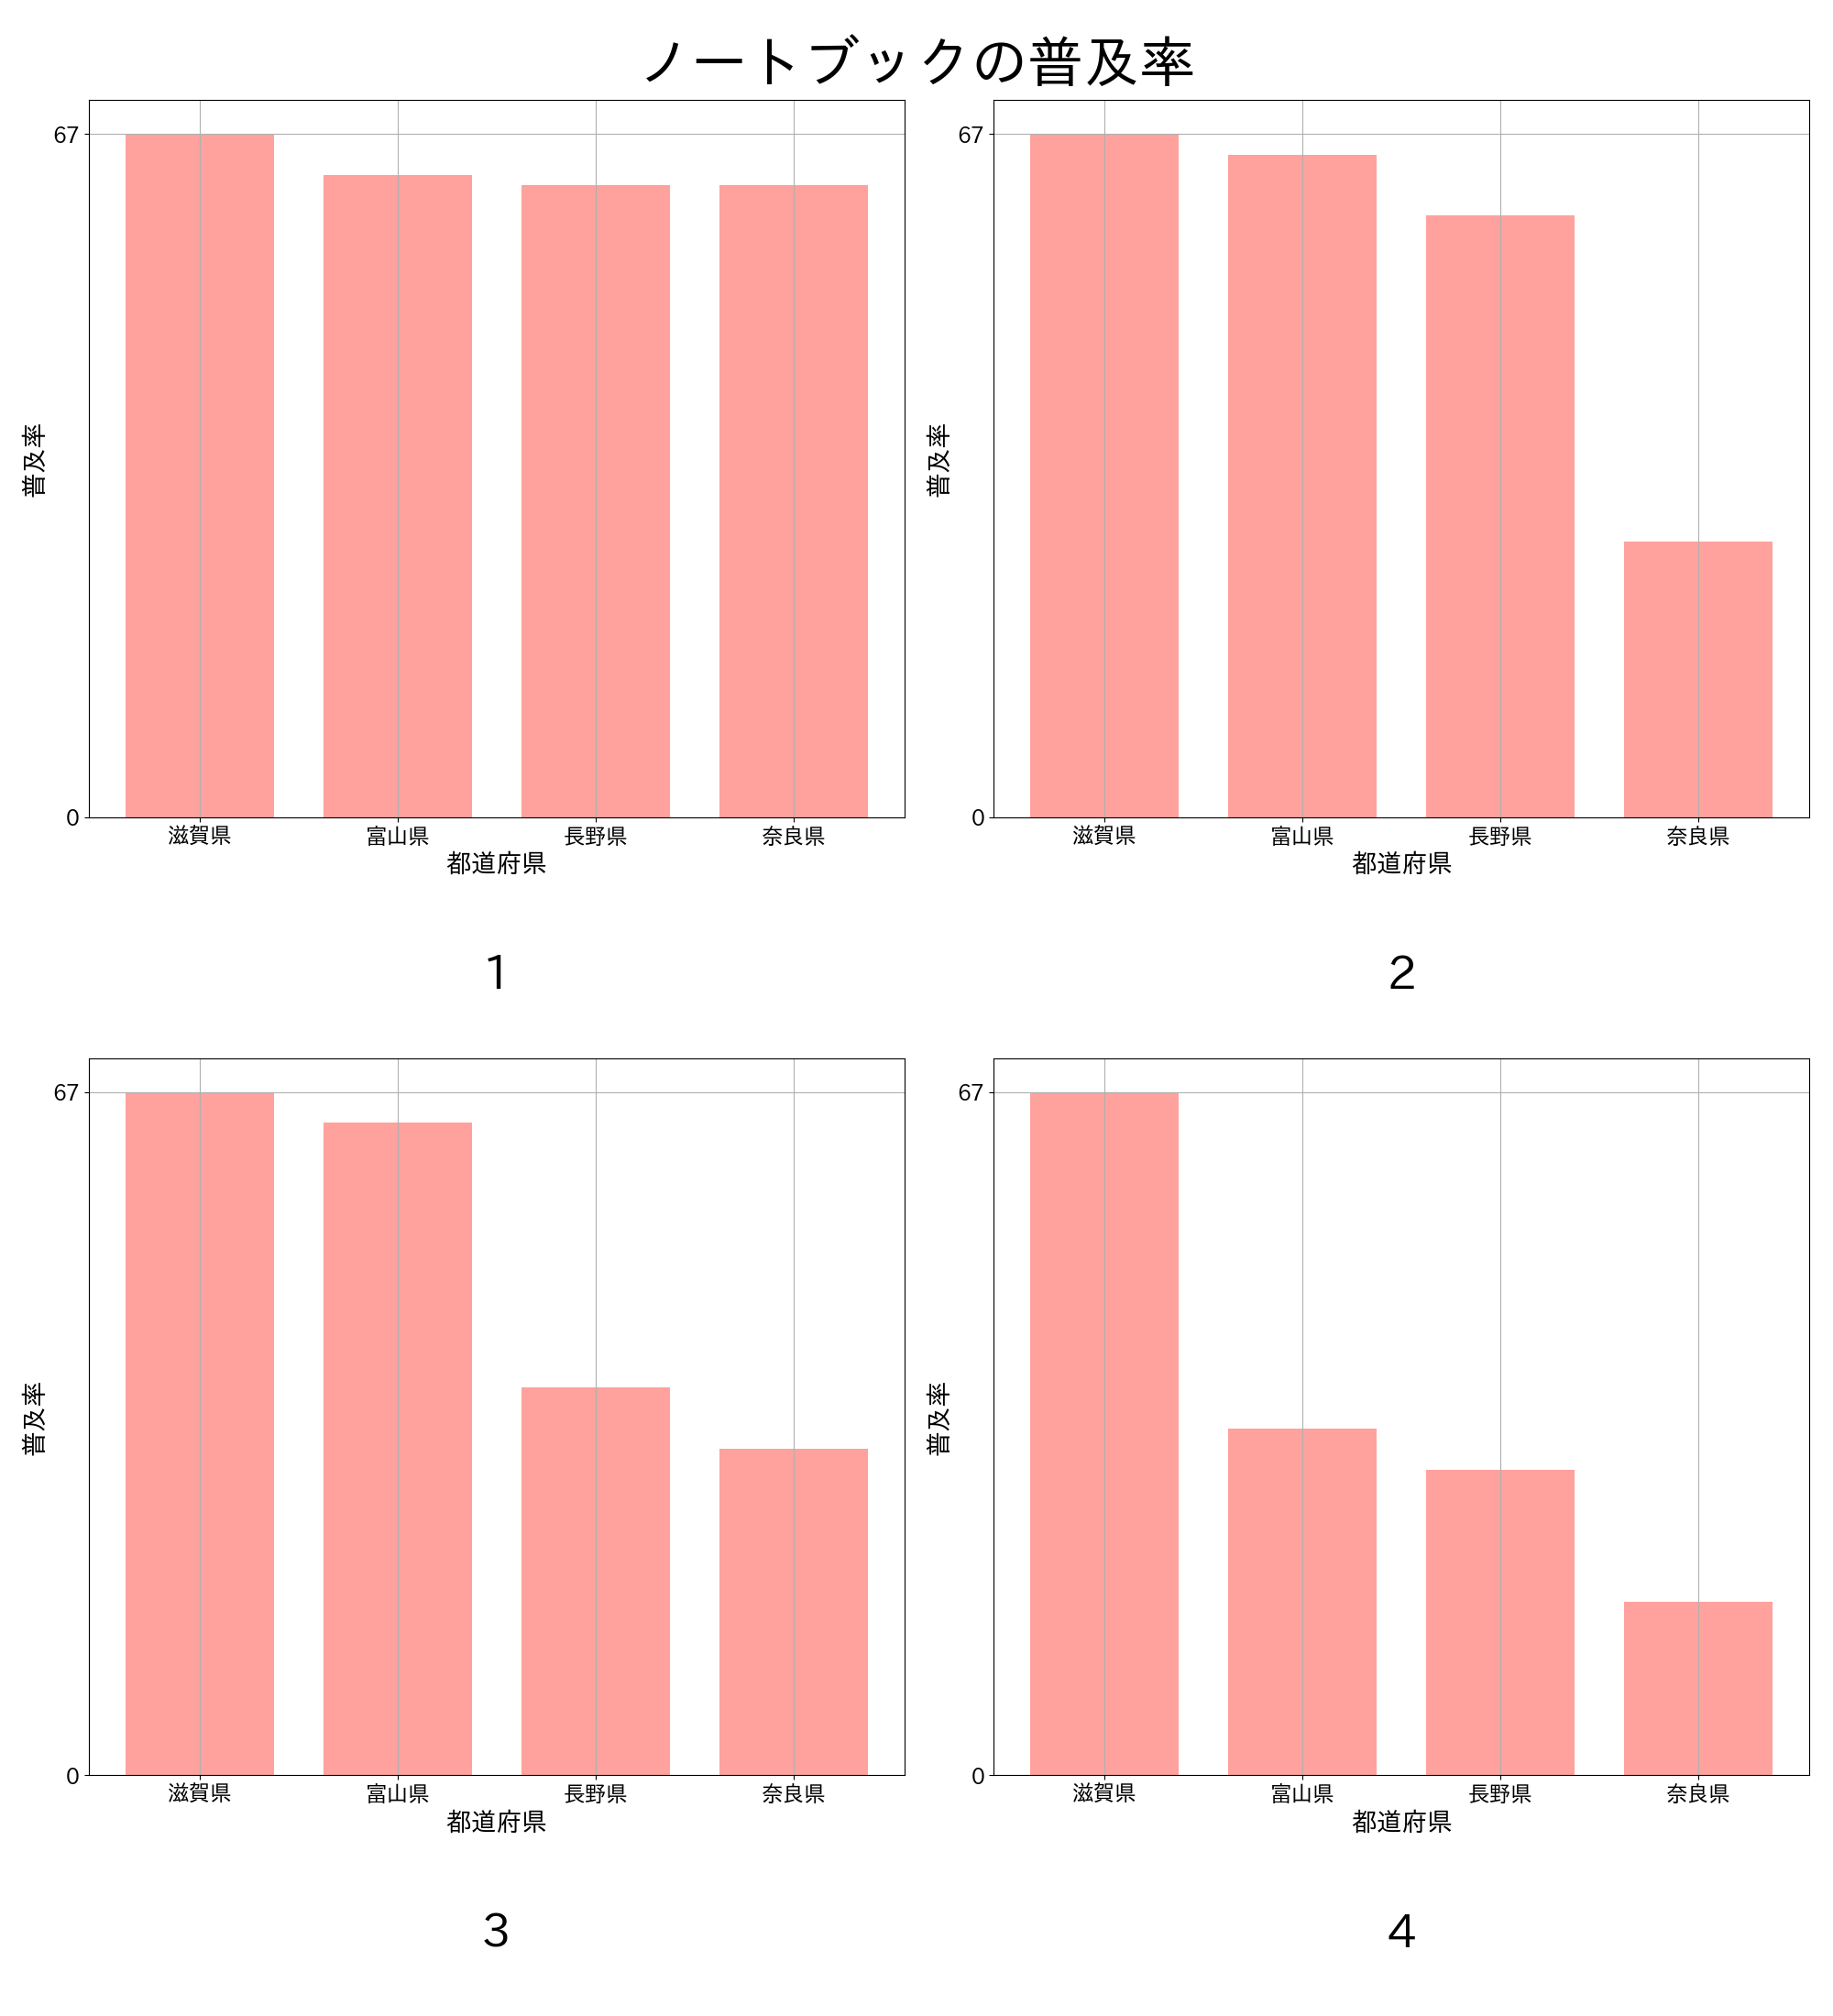 ノートブックの普及率
67
0
普及率
滋賀県 富山県 長野県 奈良県
都道府県
1
67
0
普及率
滋賀県 富山県 長野県 奈良県
都道府県
2
67
0
普及率
滋賀県 富山県 長野県 奈良県
都道府県
3
67
0
普及率
滋賀県 富山県 長野県 奈良県
都道府県
4